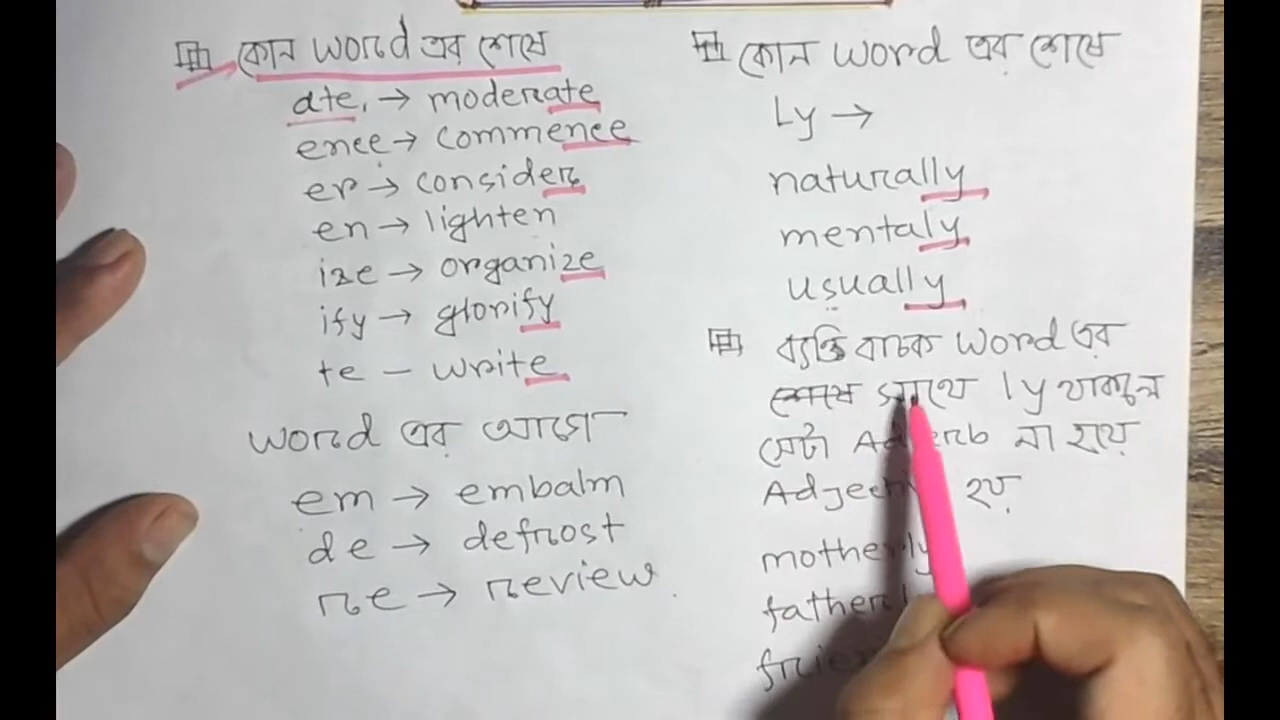 কোন word এর শেষে
ate, → moderate
ence → commence
er → consider
en → lighten
ize → organize
ify → glorify
te – write
word এর আগে
em → embalm
de → defrost
re → review
কোন word এর শেষে
Ly →
naturally
mentaly
usually
ব্যক্তি বাচক word এর
শেষে সাথে ly থাকলে
সেটা Adverb না হয়ে
হয়